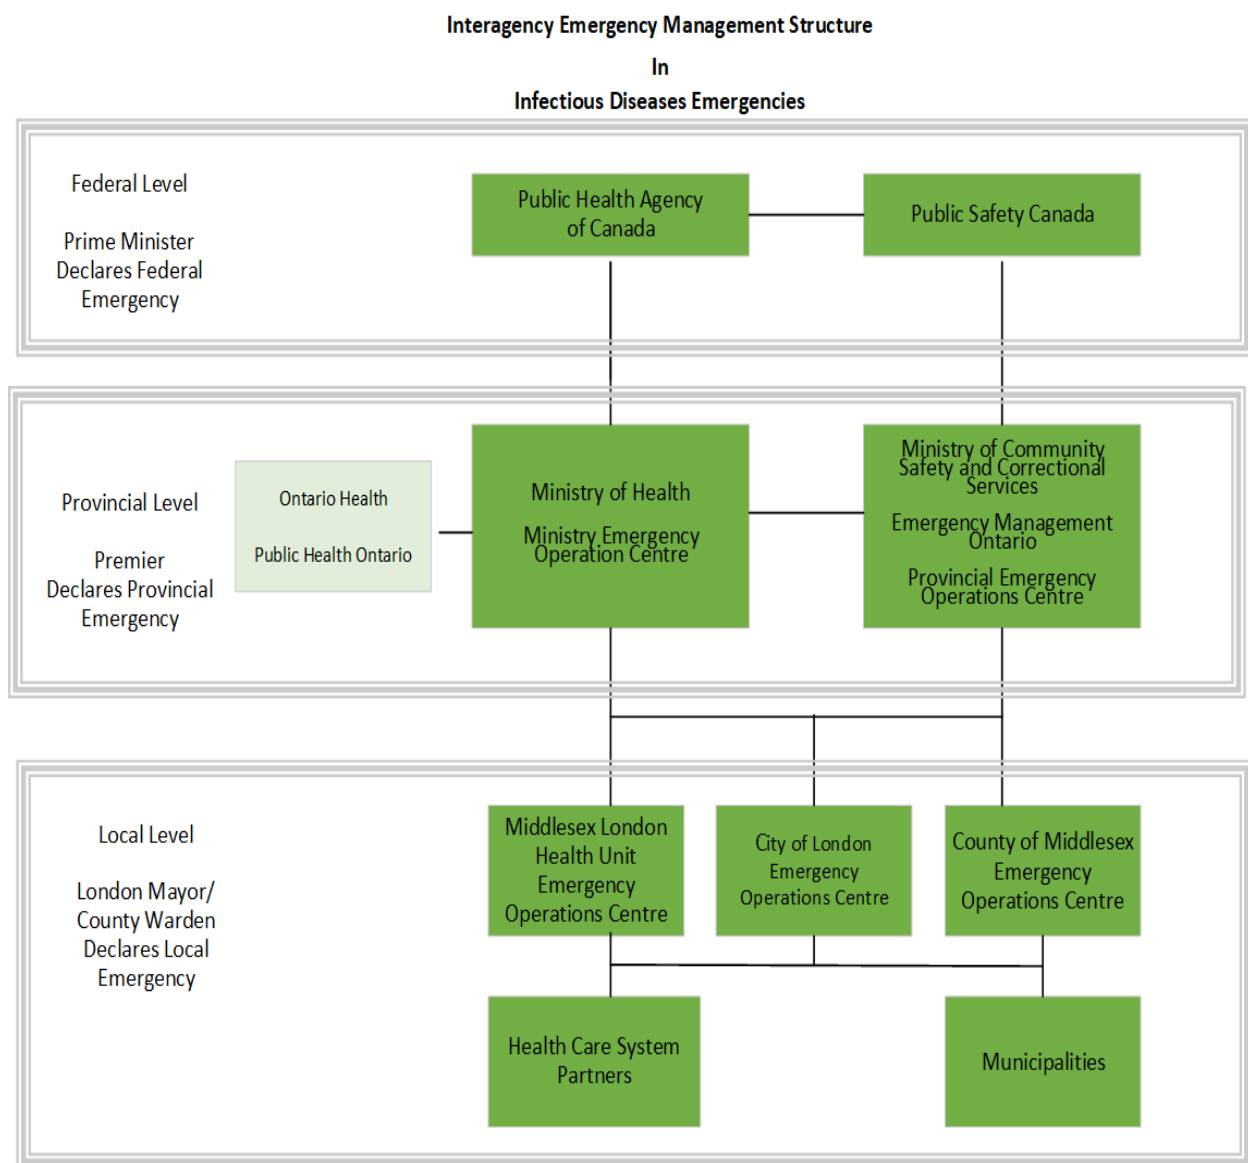 Interagency Emergency Management Structure
In
Infectious Diseases Emergencies
Federal Level
Prime Minister
Declares Federal
Emergency
Public Health Agency
of Canada
Public Safety Canada
Provincial Level
Premier
Declares Provincial
Emergency
Ontario Health
Public Health Ontario
Ministry of Health
Ministry Emergency
Operation Centre
Ministry of Community
Safety and Correctional
Services
Emergency Management
Ontario
Provincial Emergency
Operations Centre
Local Level
London Mayor/
County Warden
Declares Local
Emergency
Middlesex London
Health Unit
Emergency
Operations Centre
City of London
Emergency
Operations Centre
County of Middlesex
Emergency
Operations Centre
Health Care System
Partners
Municipalities